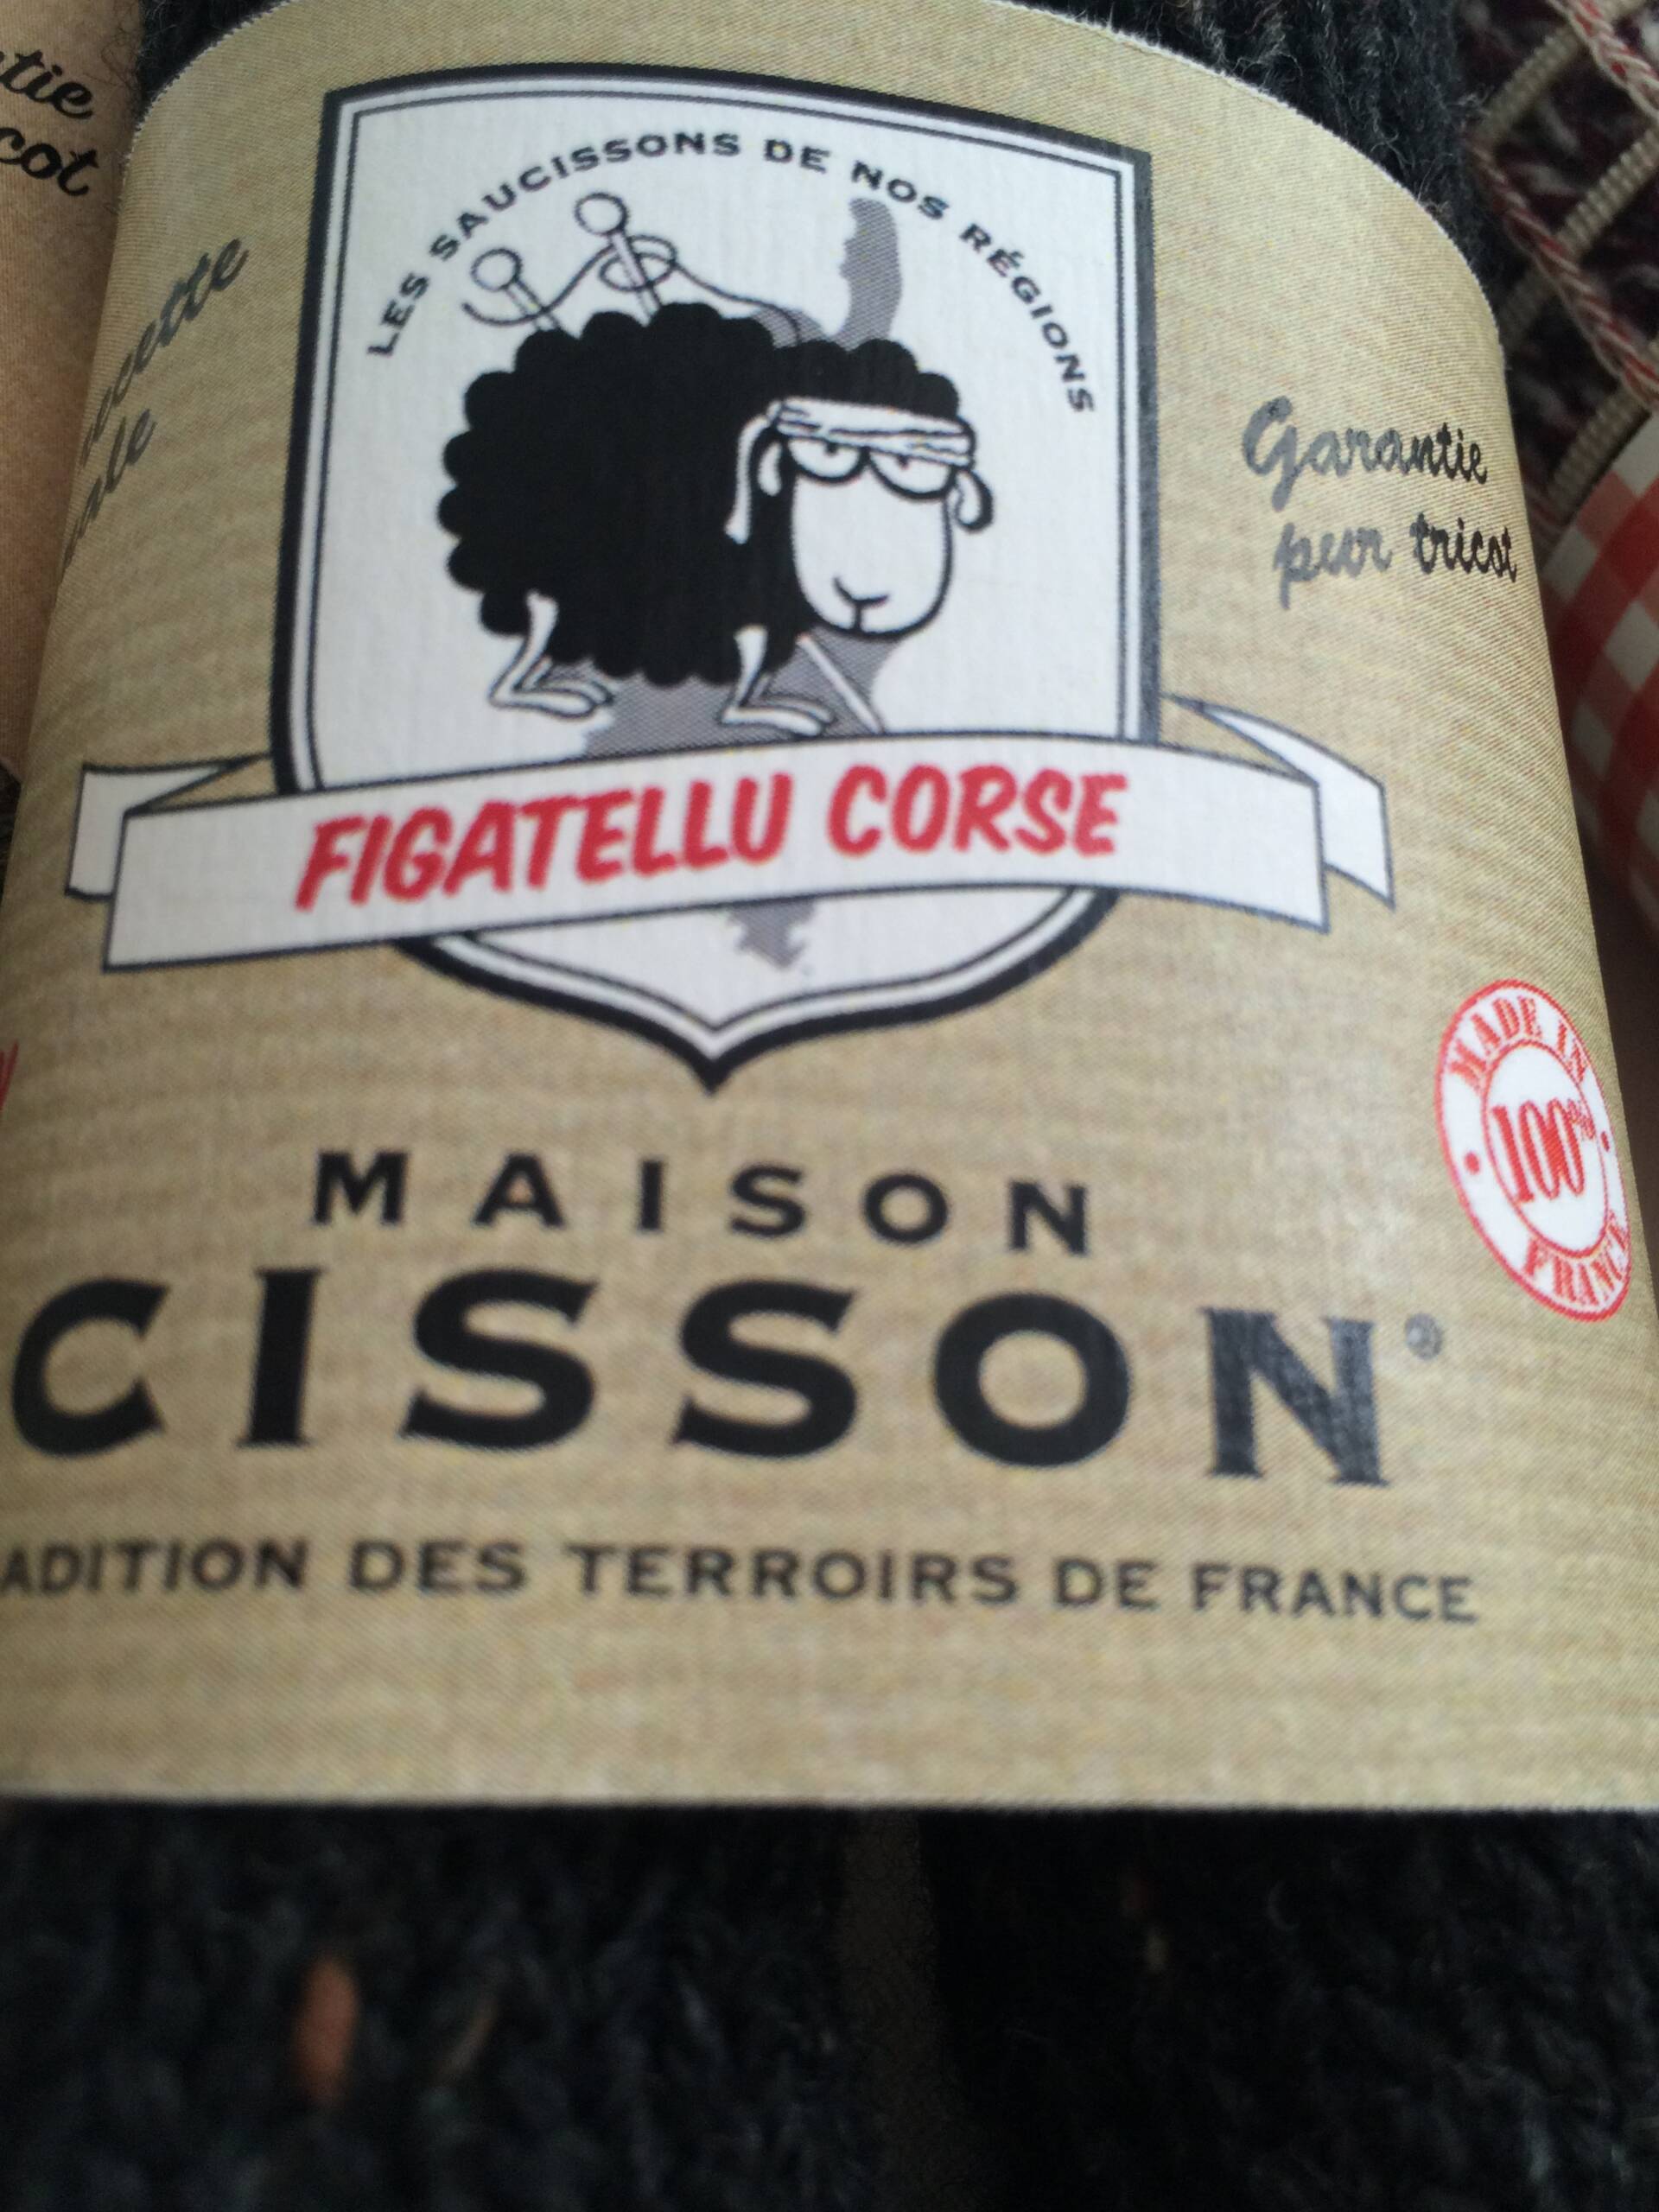 LES SAUCISSONS DE NOS RÉGIONS
Garantie
pur tricot
FIGATELLU CORSE
MADE IN
100%
FRANCE
MAISON
CISSON®
ADITION DES TERROIRS DE FRANCE